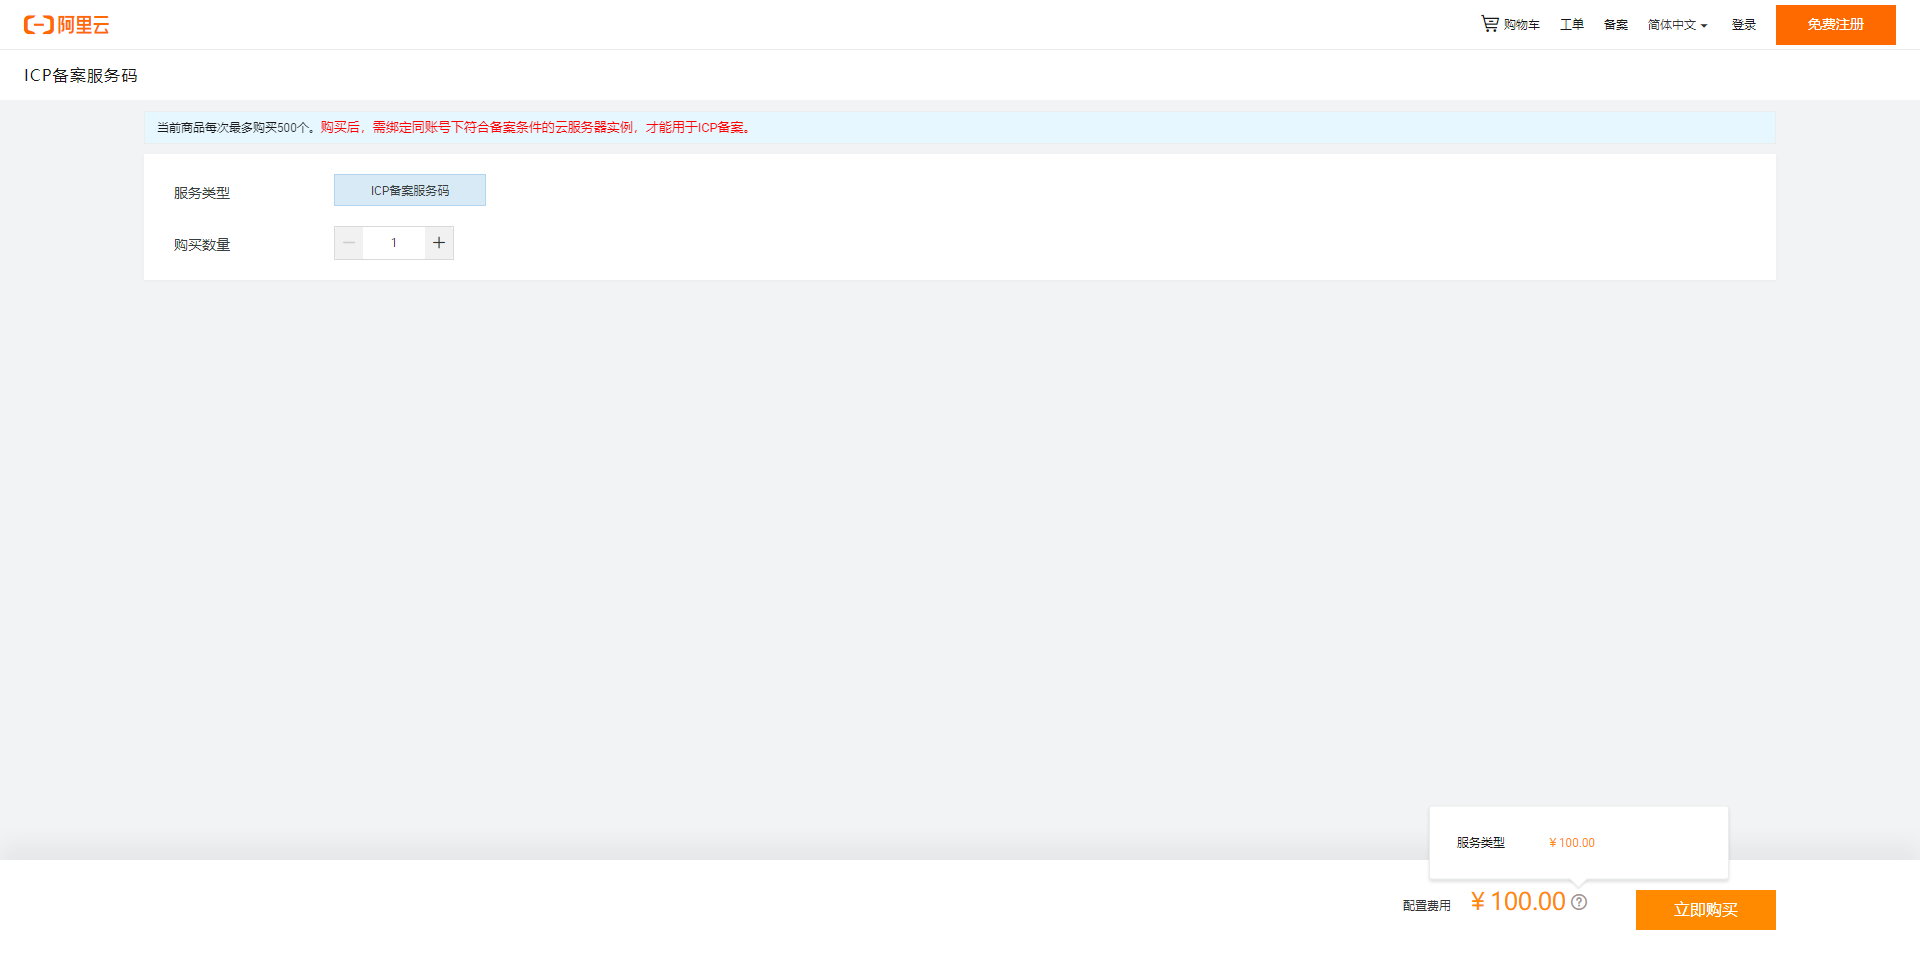 阿里云
购物车 工单 备案 简体中文 登录 免费注册
ICP备案服务码
当前商品每次最多购买500个。购买后，需绑定同账号下符合备案条件的云服务器实例，才能用于ICP备案。
服务类型 ICP备案服务码
购买数量 1
服务类型 ¥ 100.00
配置费用 ¥ 100.00
立即购买